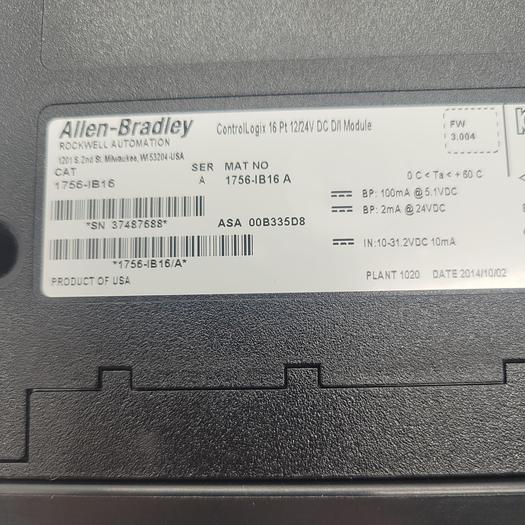 Allen-Bradley
ROCKWELL AUTOMATION
1201 S. 2nd St. Milwaukee, WI 53204-USA
ControlLogix 16 Pt 12/24V DC D/I Module
FW
3.004
CAT
1756-IB16
SER
A
MAT NO
1756-IB16 A
0 C < Ta < + 60 C
BP: 100mA @ 5.1VDC
BP: 2mA @ 24VDC
*SN 37487688*
ASA 00B335D8
IN:10-31.2VDC 10mA
*1756-IB16/A*
PRODUCT OF USA
PLANT 1020
DATE 2014/10/02